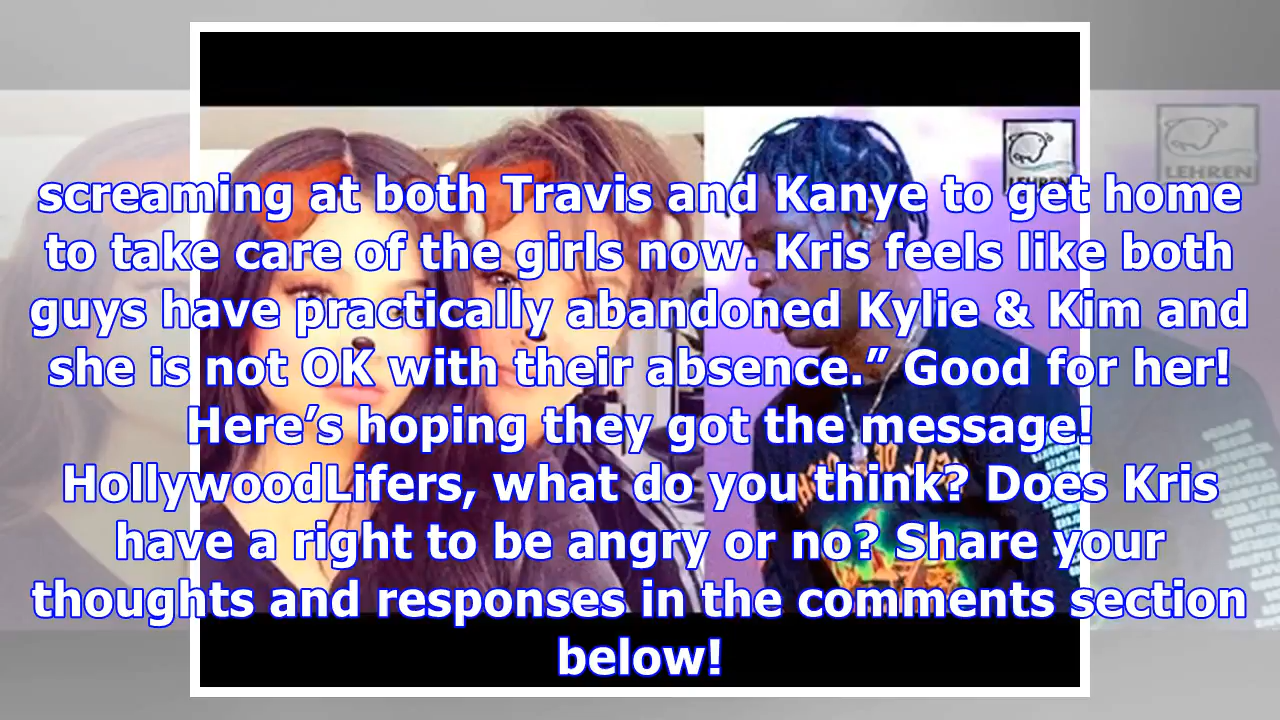 LEHREN
LEHREN
screaming at both Travis and Kanye to get home
to take care of the girls now. Kris feels like both
guys have practically abandoned Kylie & Kim and
she is not OK with their absence.” Good for her!
Here’s hoping they got the message!
HollywoodLifers, what do you think? Does Kris
have a right to be angry or no? Share your
thoughts and responses in the comments section
below!